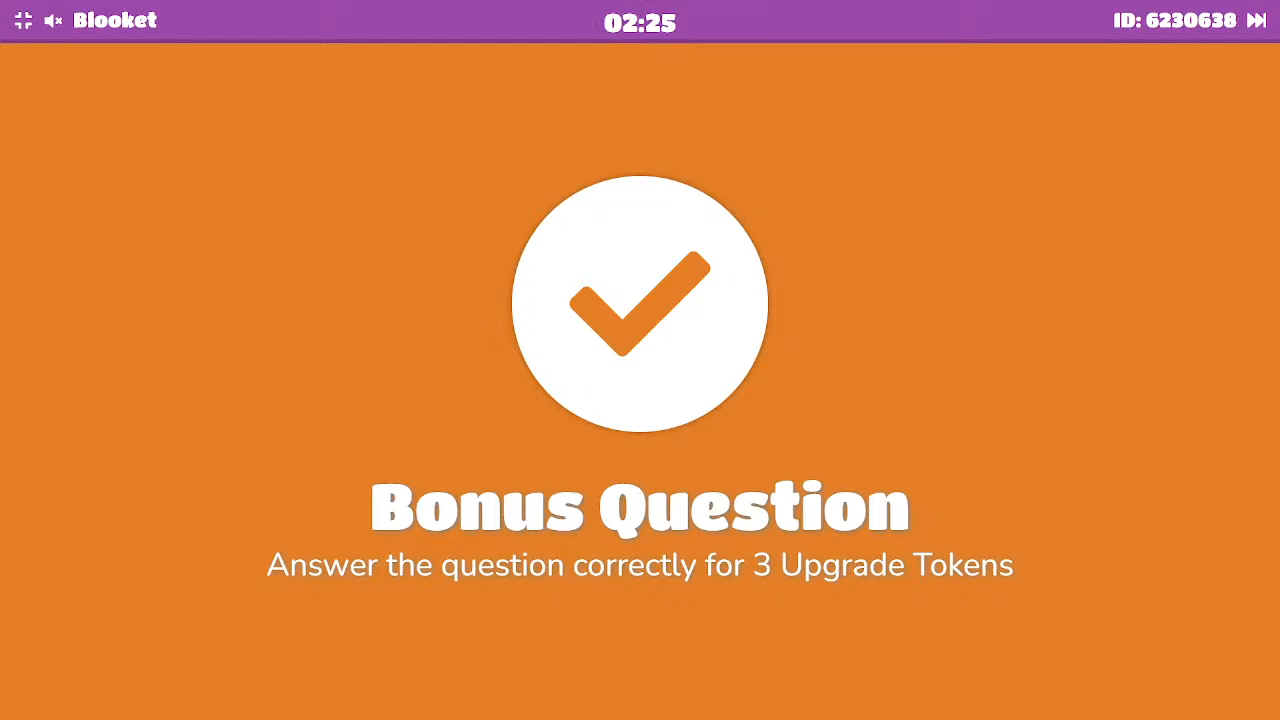 Blooket
02:25
ID: 6230638
Bonus Question
Answer the question correctly for 3 Upgrade Tokens